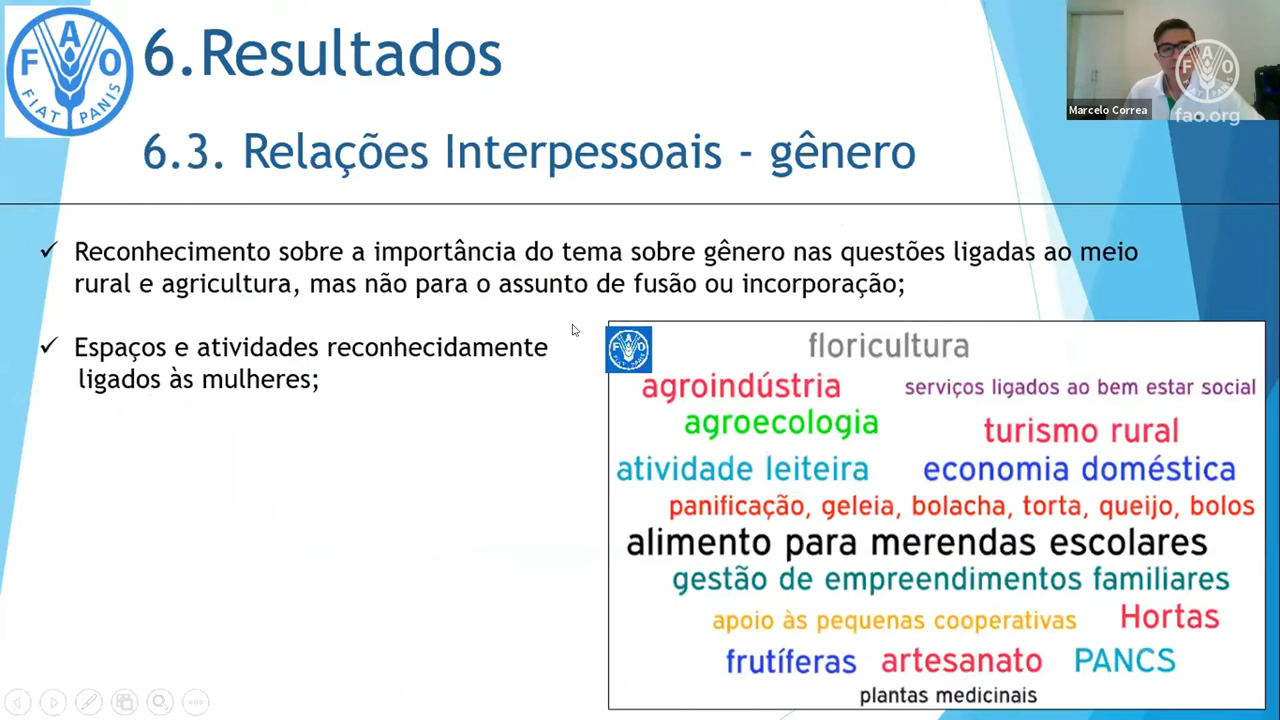 F A O
FIAT PANIS
6.Resultados
6.3. Relações Interpessoais - gênero
FAO
Marcelo Correa
fao.org
✓ Reconhecimento sobre a importância do tema sobre gênero nas questões ligadas ao meio
rural e agricultura, mas não para o assunto de fusão ou incorporação;
✓ Espaços e atividades reconhecidamente
ligados às mulheres;
floricultura
agroindústria
serviços ligados ao bem estar social
agroecologia
turismo rural
atividade leiteira
economia doméstica
panificação, geleia, bolacha, torta, queijo, bolos
alimento para merendas escolares
gestão de empreendimentos familiares
apoio às pequenas cooperativas
Hortas
frutíferas
artesanato
PANCS
plantas medicinais